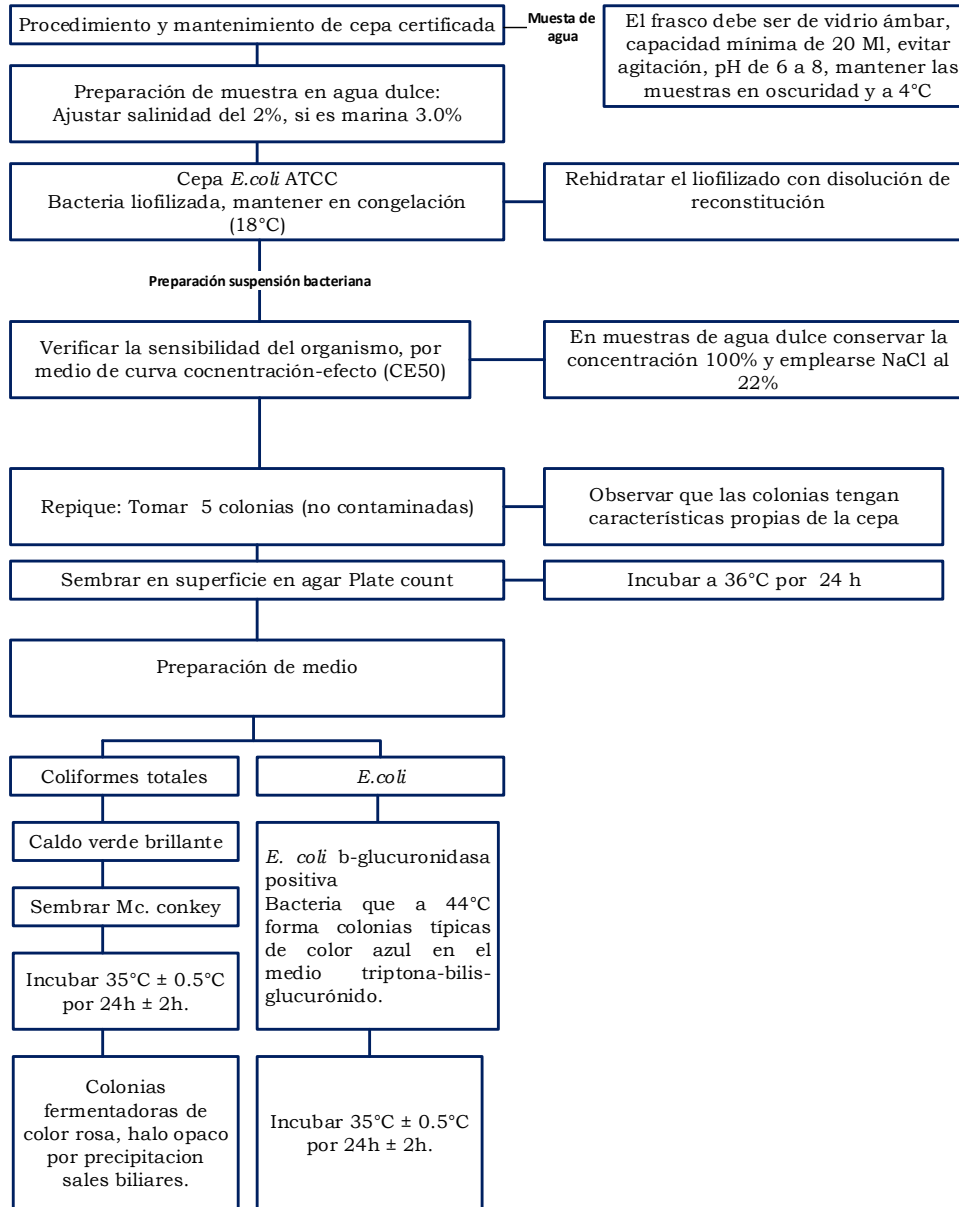 Procedimiento y mantenimiento de cepa certificada
Muesta de
agua
El frasco debe ser de vidrio ámbar,
capacidad mínima de 20 Ml, evitar
agitación, pH de 6 a 8, mantener las
muestras en oscuridad y a 4°C
Preparación de muestra en agua dulce:
Ajustar salinidad del 2%, si es marina 3.0%
Cepa E.coli ATCC
Bacteria liofilizada, mantener en congelación
(18°C)
Rehidratar el liofilizado con disolución de
reconstitución
Preparación suspensión bacteriana
Verificar la sensibilidad del organismo, por
medio de curva cocnentración-efecto (CE50)
En muestras de agua dulce conservar la
concentración 100% y emplearse NaCl al
22%
Repique: Tomar 5 colonias (no contaminadas)
Observar que las colonias tengan
características propias de la cepa
Sembrar en superficie en agar Plate count
Incubar a 36°C por 24 h
Preparación de medio
Coliformes totales
Caldo verde brillante
Sembrar Mc. conkey
Incubar 35°C ± 0.5°C
por 24h ± 2h.
Colonias
fermentadoras de
color rosa, halo opaco
por precipitacion
sales biliares.
E.coli
E. coli b-glucuronidasa
positiva
Bacteria que a 44°C
forma colonias típicas
de color azul en el
medio triptona-bilis-
glucurónido.
Incubar 35°C ± 0.5°C
por 24h ± 2h.